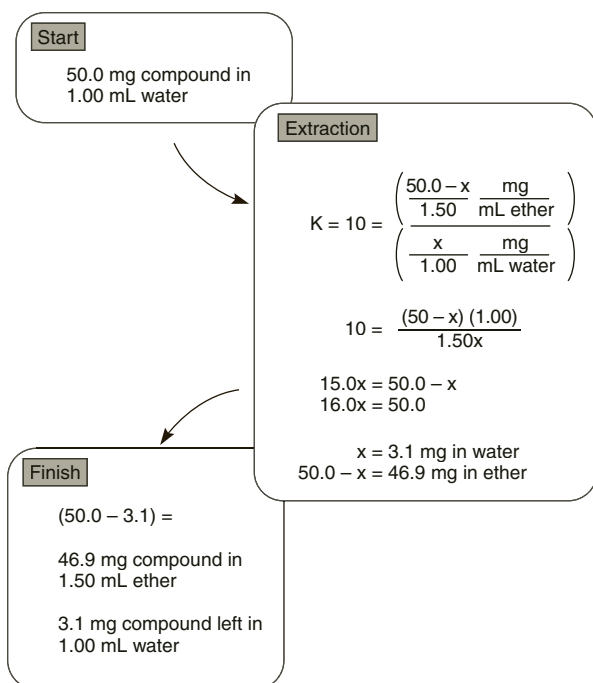 Start
50.0 mg compound in
1.00 mL water
Extraction
K = 10 = ( (50.0 – x / 1.50) (mg / mL ether) ) / ( (x / 1.00) (mg / mL water) )
10 = (50 – x) (1.00) / 1.50x
15.0x = 50.0 – x
16.0x = 50.0
x = 3.1 mg in water
50.0 – x = 46.9 mg in ether
Finish
(50.0 – 3.1) =
46.9 mg compound in
1.50 mL ether
3.1 mg compound left in
1.00 mL water